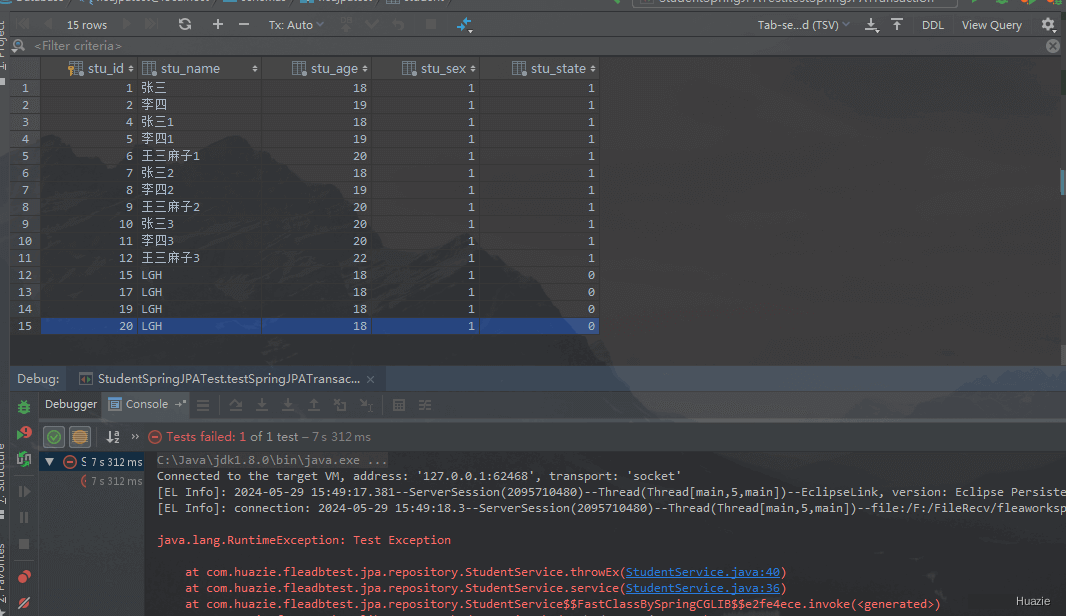 15 rows Tx: Auto Tab-se...d (TSV) DDL View Query
<Filter criteria>
stu_id stu_name stu_age stu_sex stu_state
1 1 张三 18 1 1
2 2 李四 19 1 1
3 4 张三1 18 1 1
4 5 李四1 19 1 1
5 6 王三麻子1 20 1 1
6 7 张三2 18 1 1
7 8 李四2 19 1 1
8 9 王三麻子2 20 1 1
9 10 张三3 20 1 1
10 11 李四3 20 1 1
11 12 王三麻子3 22 1 1
12 15 LGH 18 1 0
13 17 LGH 18 1 0
14 19 LGH 18 1 0
15 20 LGH 18 1 0
Debug: StudentSpringJPATest.testSpringJPATransac...
Debugger Console
Tests failed: 1 of 1 test – 7 s 312 ms
S 7 s 312 ms
7 s 312 ms
C:\Java\jdk1.8.0\bin\java.exe ...
Connected to the target VM, address: '127.0.0.1:62468', transport: 'socket'
[EL Info]: 2024-05-29 15:49:17.381--ServerSession(2095710480)--Thread(Thread[main,5,main])--EclipseLink, version: Eclipse Persiste
[EL Info]: connection: 2024-05-29 15:49:18.3--ServerSession(2095710480)--Thread(Thread[main,5,main])--file:/F:/FileRecv/fleaworksp
java.lang.RuntimeException: Test Exception
at com.huazie.fleadbtest.jpa.repository.StudentService.throwEx(StudentService.java:40)
at com.huazie.fleadbtest.jpa.repository.StudentService.service(StudentService.java:36)
at com.huazie.fleadbtest.jpa.repository.StudentService$$FastClassBySpringCGLIB$$e2fe4ece.invoke(<generated>)
2: Structure
2: Favorites
Huazie